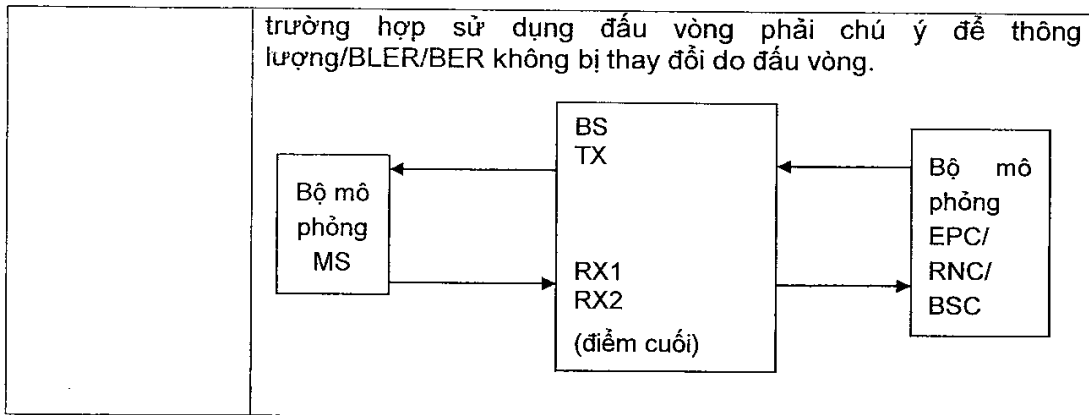 trường hợp sử dụng đấu vòng phải chú ý để thông
lượng/BLER/BER không bị thay đổi do đấu vòng.
BS
TX
Bộ mô
phỏng
MS
RX1
RX2
(điểm cuối)
Bộ mô
phỏng
EPC/
RNC/
BSC